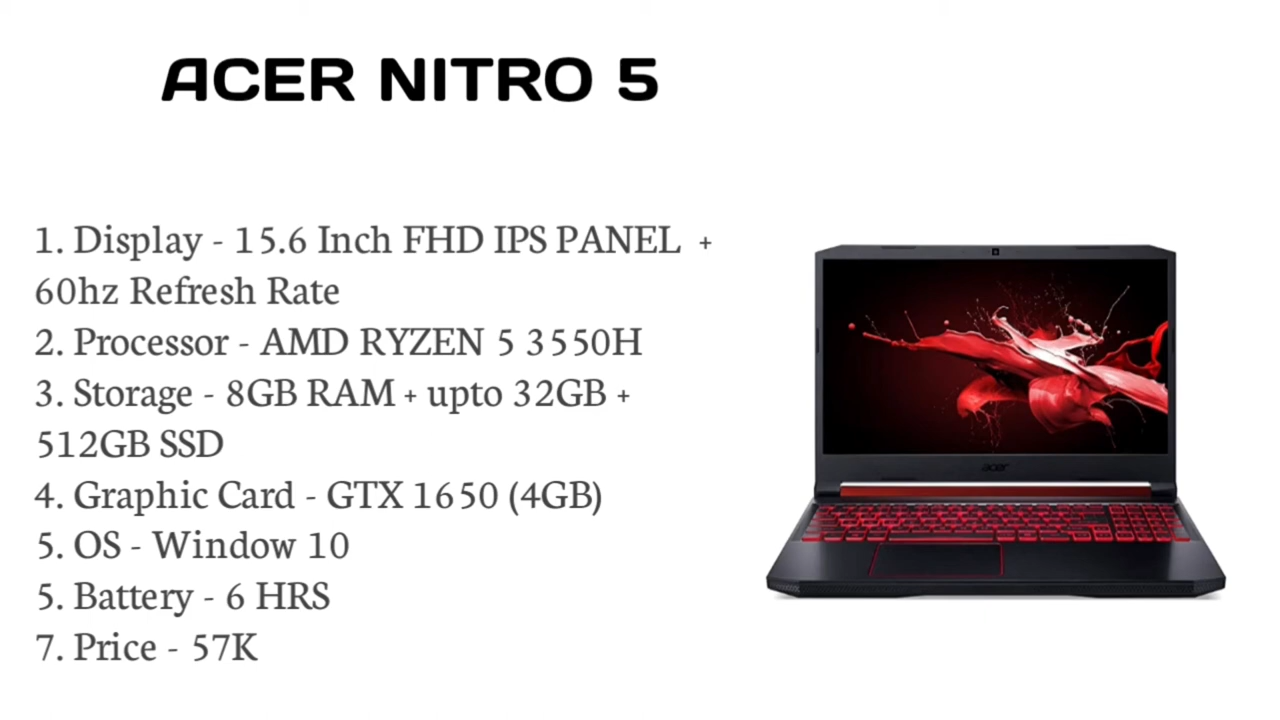 ACER NITRO 5
1. Display - 15.6 Inch FHD IPS PANEL +
60hz Refresh Rate
2. Processor - AMD RYZEN 5 3550H
3. Storage - 8GB RAM + upto 32GB +
512GB SSD
4. Graphic Card - GTX 1650 (4GB)
5. OS - Window 10
5. Battery - 6 HRS
7. Price - 57K
acer